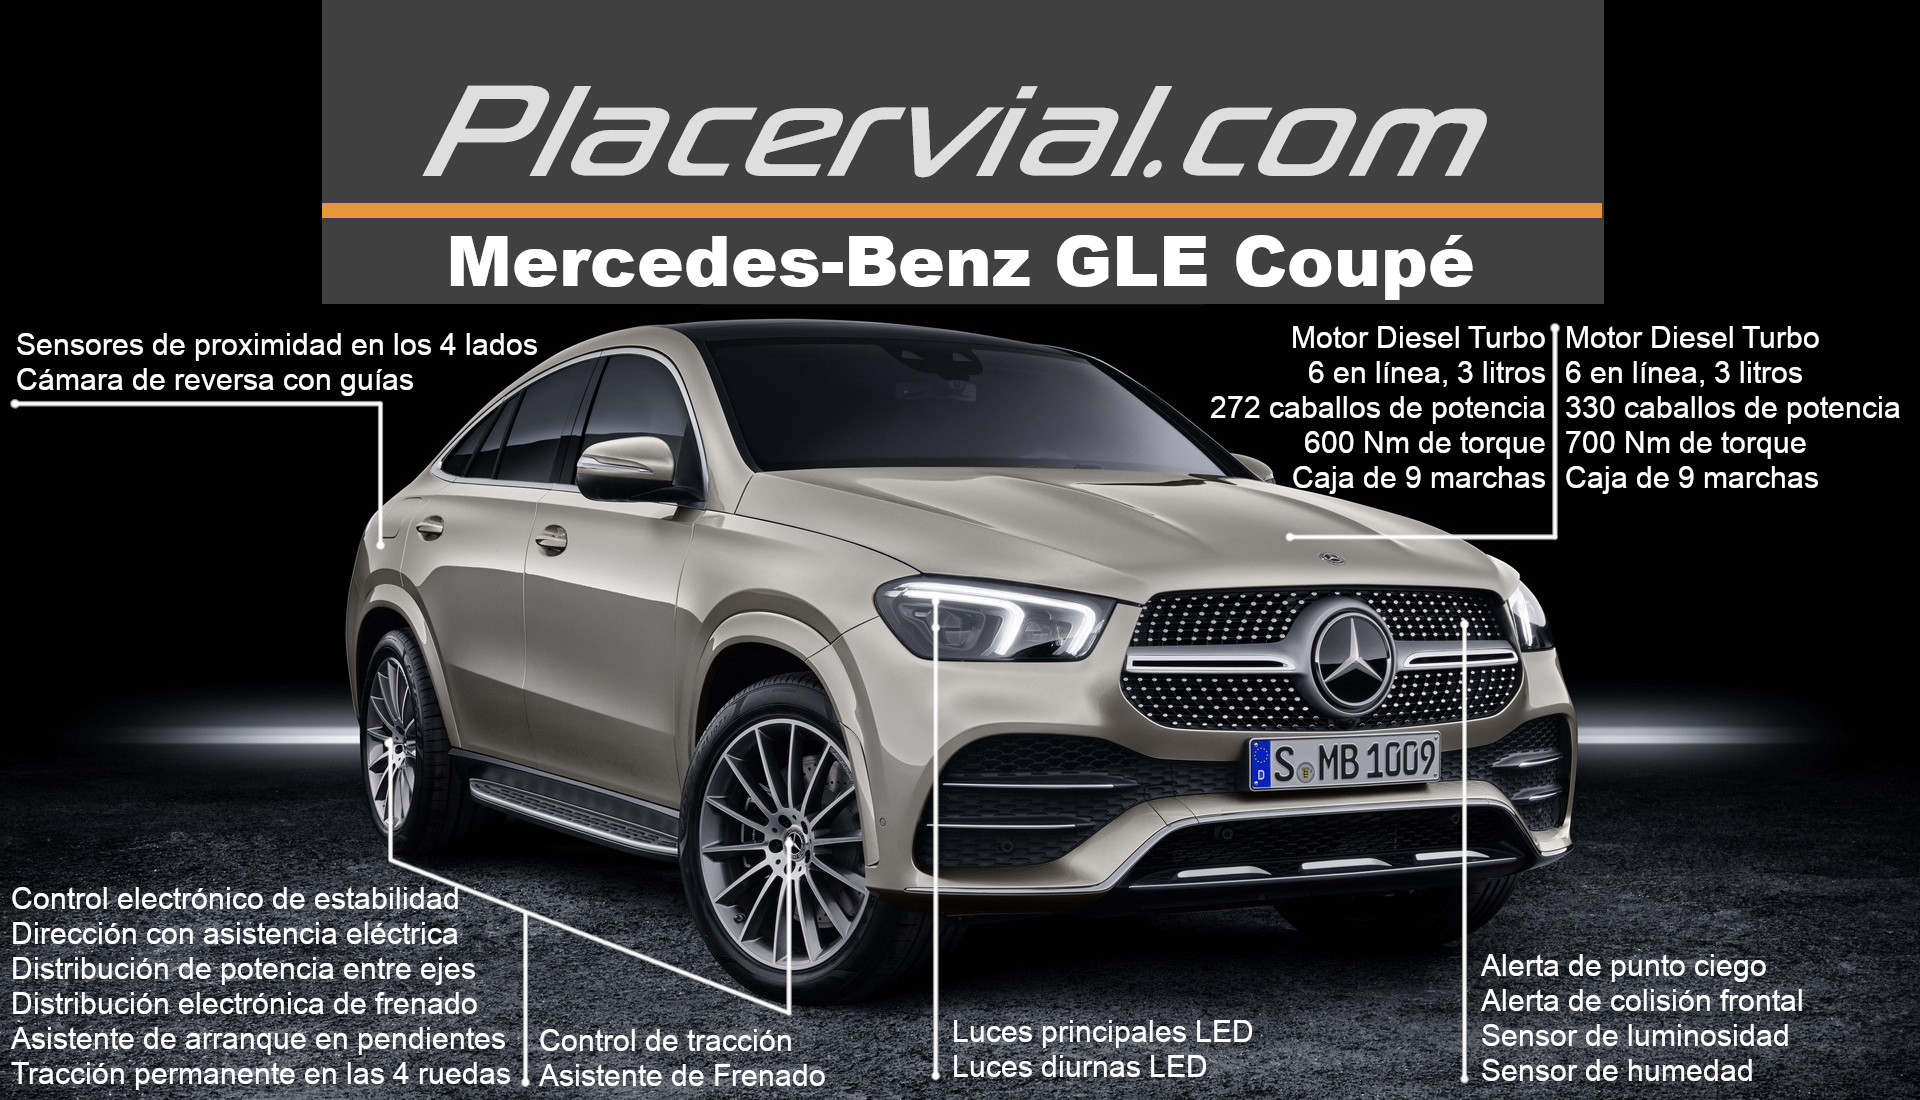 Placervial.com
Mercedes-Benz GLE Coupé
Sensores de proximidad en los 4 lados
Cámara de reversa con guías
Motor Diesel Turbo
6 en línea, 3 litros
272 caballos de potencia
600 Nm de torque
Caja de 9 marchas
Motor Diesel Turbo
6 en línea, 3 litros
330 caballos de potencia
700 Nm de torque
Caja de 9 marchas
D
S MB 1009
Control electrónico de estabilidad
Dirección con asistencia eléctrica
Distribución de potencia entre ejes
Distribución electrónica de frenado
Asistente de arranque en pendientes
Tracción permanente en las 4 ruedas
Control de tracción
Asistente de Frenado
Luces principales LED
Luces diurnas LED
Alerta de punto ciego
Alerta de colisión frontal
Sensor de luminosidad
Sensor de humedad